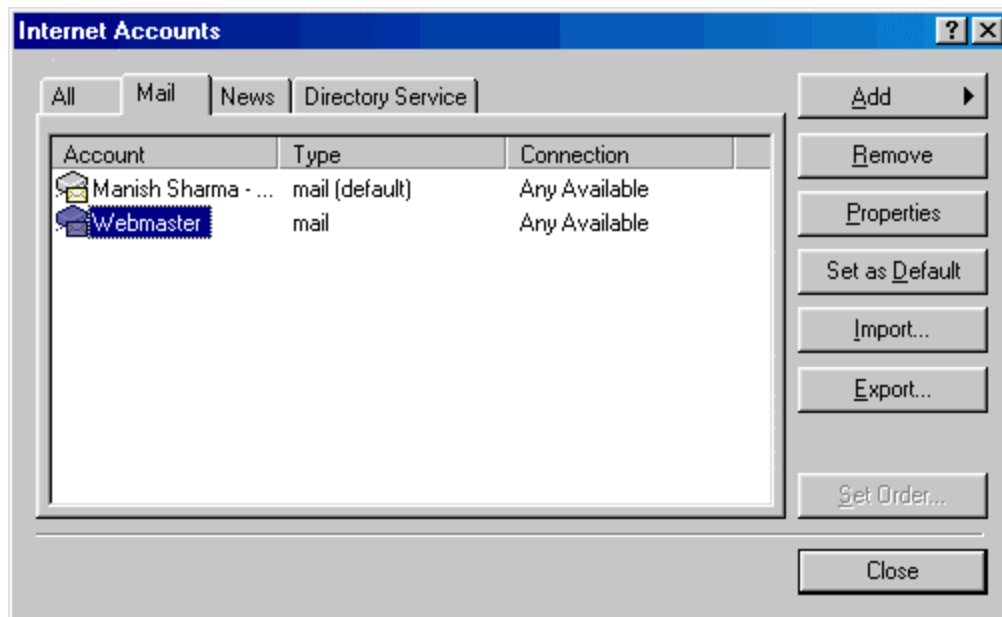 Internet Accounts
All Mail News Directory Service
Account Type Connection
Manish Sharma - ... mail (default) Any Available
Webmaster mail Any Available
Add
Remove
Properties
Set as Default
Import...
Export...
Set Order...
Close